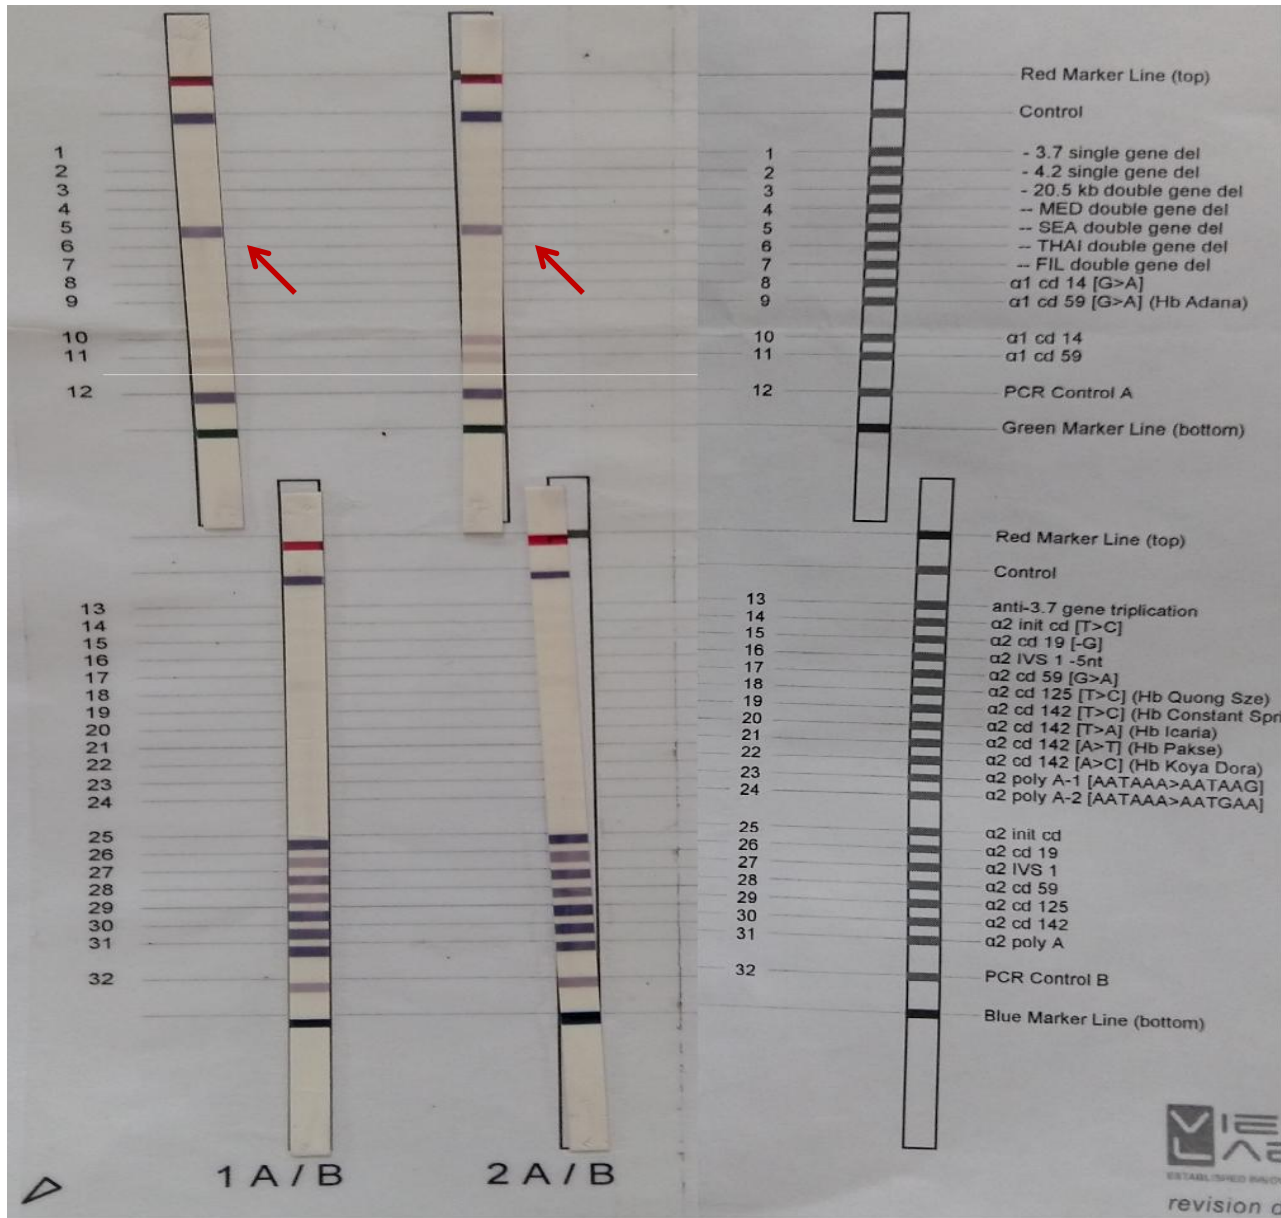 Red Marker Line (top)
Control
1 1 - 3.7 single gene del
2 2 - 4.2 single gene del
3 3 - 20.5 kb double gene del
4 4 -- MED double gene del
5 5 -- SEA double gene del
6 6 -- THAI double gene del
7 7 -- FIL double gene del
8 8 α1 cd 14 [G>A]
9 9 α1 cd 59 [G>A] (Hb Adana)
10 10 α1 cd 14
11 11 α1 cd 59
12 12 PCR Control A
Green Marker Line (bottom)
Red Marker Line (top)
Control
13 13 anti-3.7 gene triplication
14 14 α2 init cd [T>C]
15 15 α2 cd 19 [-G]
16 16 α2 IVS 1 -5nt
17 17 α2 cd 59 [G>A]
18 18 α2 cd 125 [T>C] (Hb Quong Sze)
19 19 α2 cd 142 [T>C] (Hb Constant Spri
20 20 α2 cd 142 [T>A] (Hb Icaria)
21 21 α2 cd 142 [A>T] (Hb Pakse)
22 22 α2 cd 142 [A>C] (Hb Koya Dora)
23 23 α2 poly A-1 [AATAAA>AATAAG]
24 24 α2 poly A-2 [AATAAA>AATGAA]
25 25 α2 init cd
26 26 α2 cd 19
27 27 α2 IVS 1
28 28 α2 cd 59
29 29 α2 cd 125
30 30 α2 cd 142
31 31 α2 poly A
32 32 PCR Control B
Blue Marker Line (bottom)
1 A / B 2 A / B
ESTABLISHED
revision